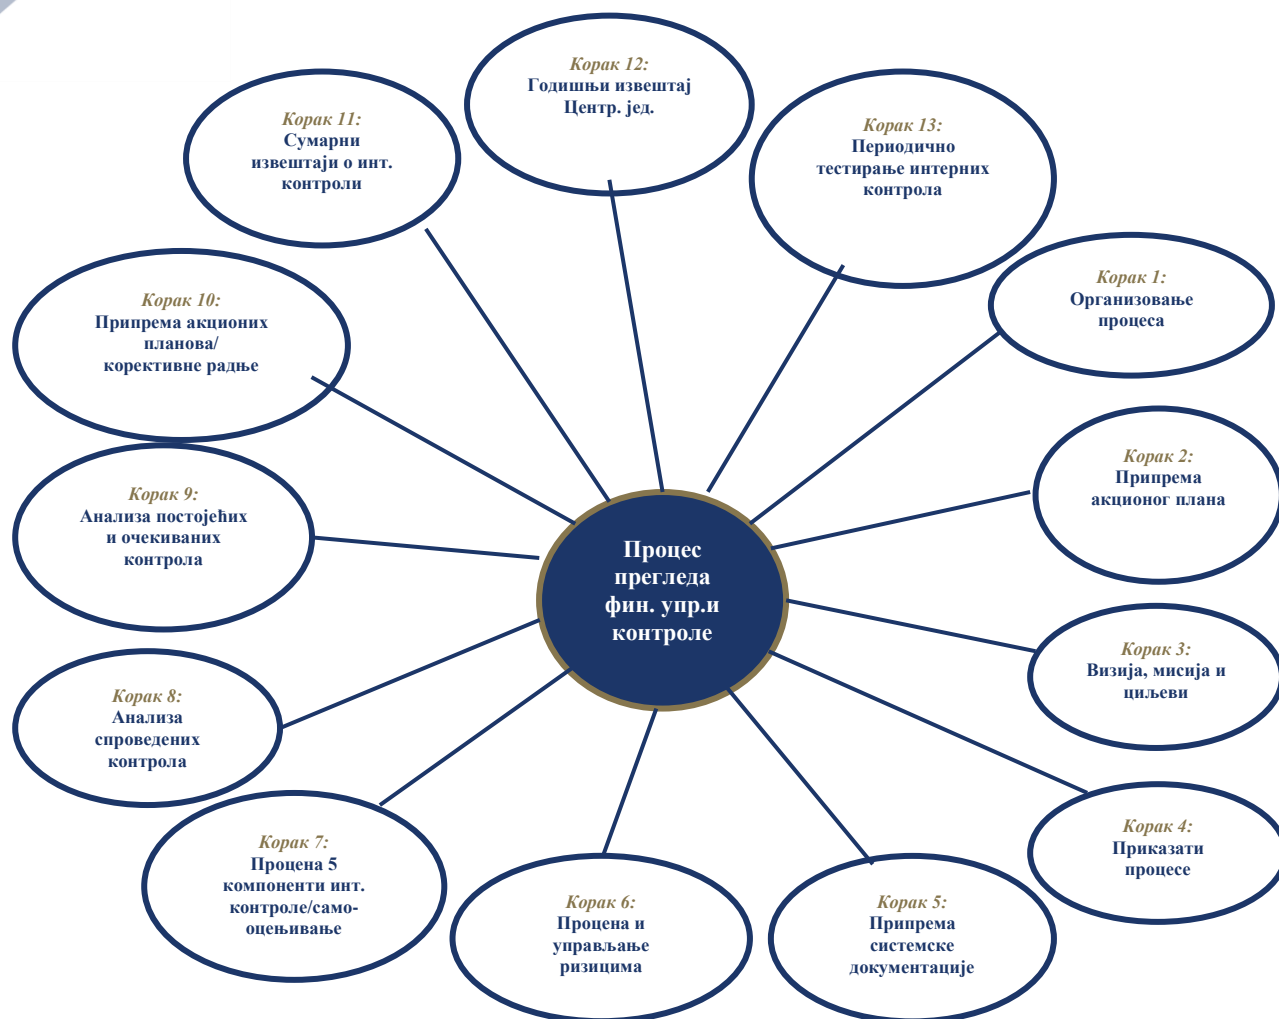 Корак 12:
Годишњи извештај
Центр. јед.
Корак 11:
Сумарни
извештаји о инт.
контроли
Корак 13:
Периодично
тестирање интерних
контрола
Корак 10:
Припрема акционих
планова/
корективне радње
Корак 1:
Организовање
процеса
Корак 9:
Анализа постојећих
и очекиваних
контрола
Корак 2:
Припрема
акционог плана
Процес
прегледа
фин. упр.и
контроле
Корак 8:
Анализа
спроведених
контрола
Корак 3:
Визија, мисија и
циљеви
Корак 7:
Процена 5
компоненти инт.
контроле/само-
оцењивање
Корак 6:
Процена и
управљање
ризицима
Корак 5:
Припрема
системске
документације
Корак 4:
Приказати
процесе